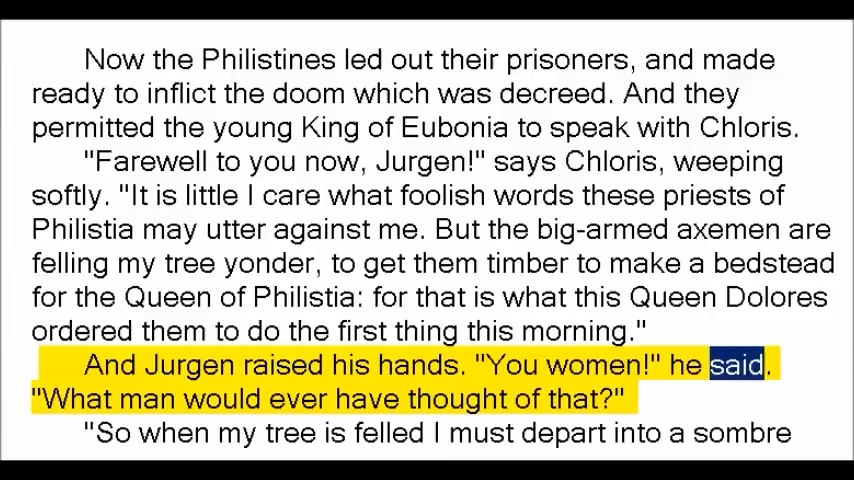 Now the Philistines led out their prisoners, and made
ready to inflict the doom which was decreed. And they
permitted the young King of Eubonia to speak with Chloris.
"Farewell to you now, Jurgen!" says Chloris, weeping
softly. "It is little I care what foolish words these priests of
Philistia may utter against me. But the big-armed axemen are
felling my tree yonder, to get them timber to make a bedstead
for the Queen of Philistia: for that is what this Queen Dolores
ordered them to do the first thing this morning."
And Jurgen raised his hands. "You women!" he said.
"What man would ever have thought of that?"
"So when my tree is felled I must depart into a sombre